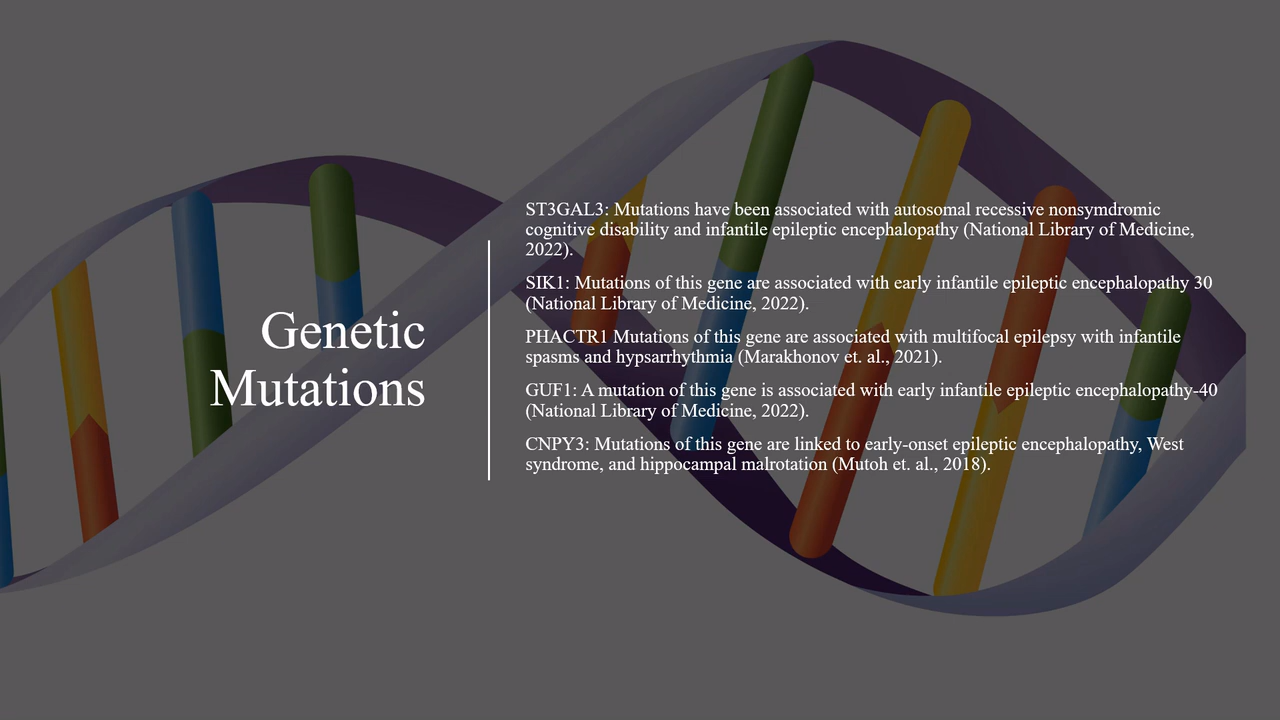 Genetic
Mutations
ST3GAL3: Mutations have been associated with autosomal recessive nonsymdromic
cognitive disability and infantile epileptic encephalopathy (National Library of Medicine,
2022).
SIK1: Mutations of this gene are associated with early infantile epileptic encephalopathy 30
(National Library of Medicine, 2022).
PHACTR1 Mutations of this gene are associated with multifocal epilepsy with infantile
spasms and hypsarrhythmia (Marakhonov et. al., 2021).
GUF1: A mutation of this gene is associated with early infantile epileptic encephalopathy-40
(National Library of Medicine, 2022).
CNPY3: Mutations of this gene are linked to early-onset epileptic encephalopathy, West
syndrome, and hippocampal malrotation (Mutoh et. al., 2018).